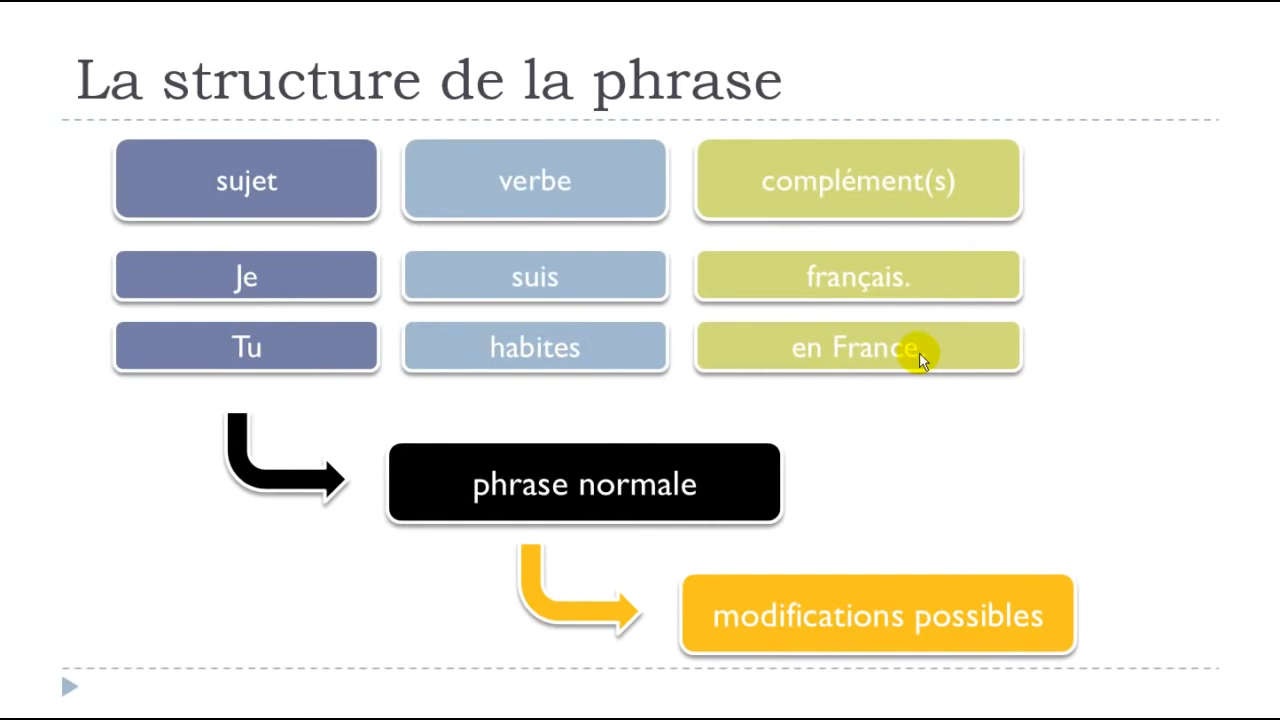 La structure de la phrase
sujet verbe complément(s)
Je suis français.
Tu habites en France
phrase normale
modifications possibles